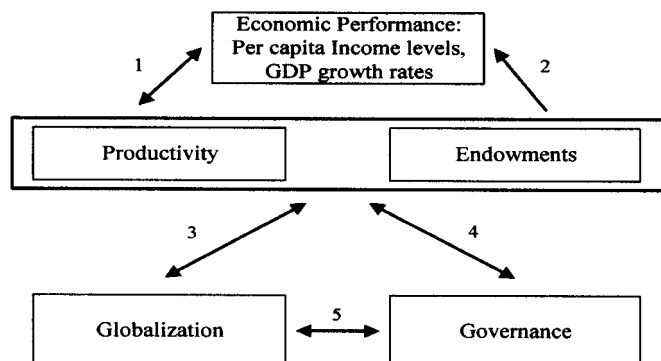 Economic Performance:
Per capita Income levels,
GDP growth rates
1
2
Productivity
Endowments
3
4
Globalization
5
Governance